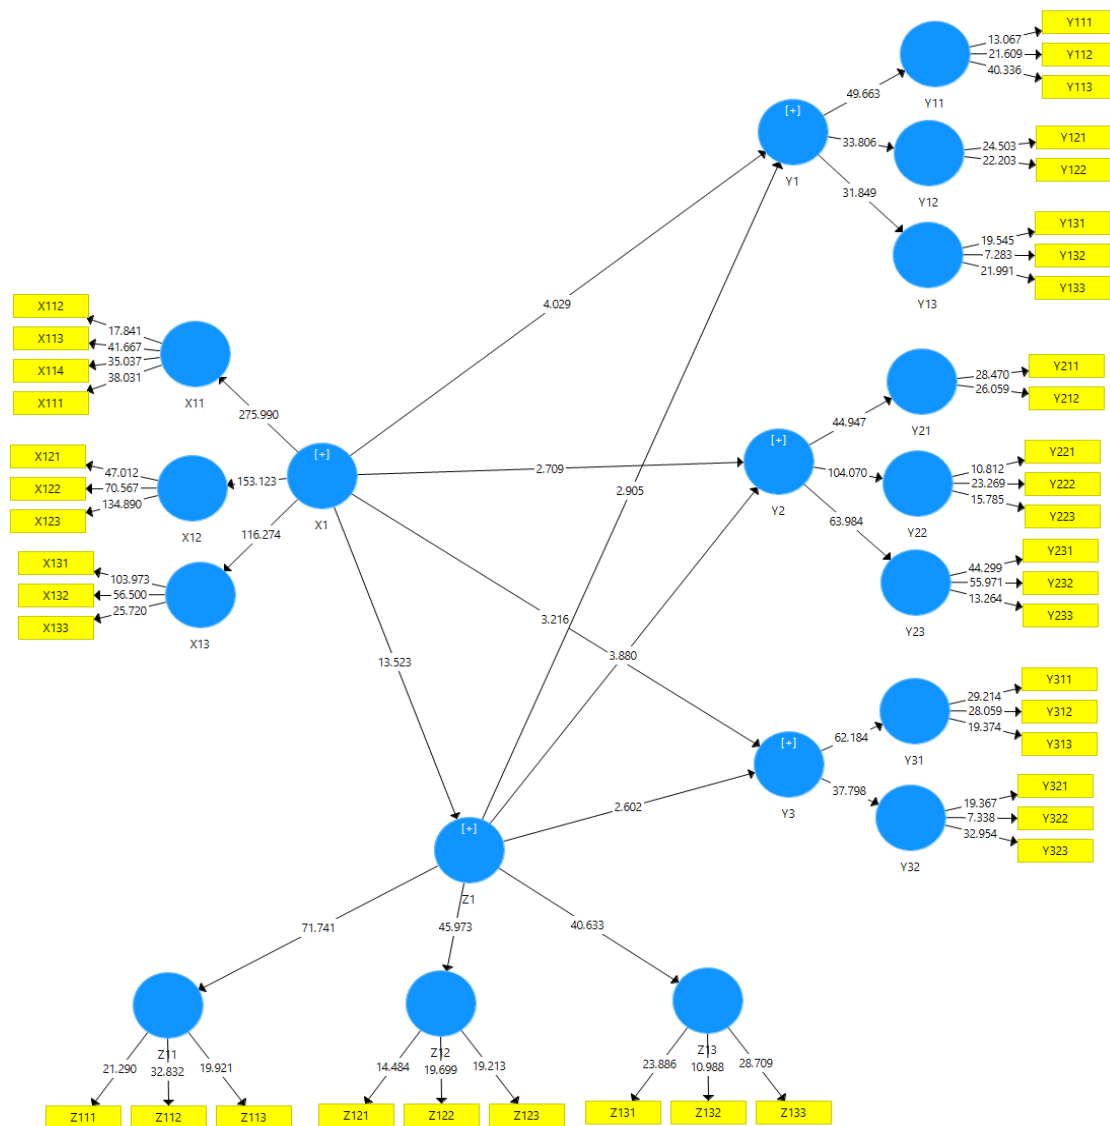 Y111
13.067
21.609
Y112
40.336
Y113
Y11
49.663
[+]
33.806
Y1
31.849
Y121
24.503
22.203
Y122
Y12
Y131
19.545
7.283
Y132
21.991
Y133
Y13
4.029
X112
17.841
X113
41.667
35.037
X114
38.031
X111
X11
275.990
Y211
28.470
26.059
Y212
Y21
44.947
[+]
104.070
Y2
63.984
X121
47.012
X122
70.567
134.890
X123
X12
153.123
[+]
X1
116.274
2.709
2.905
Y221
10.812
23.269
Y222
15.785
Y223
Y22
X131
103.973
X132
56.500
25.720
X133
X13
Y231
44.299
55.971
Y232
13.264
Y233
Y23
3.216
3.880
13.523
Y311
29.214
28.059
Y312
19.374
Y313
Y31
62.184
[+]
37.798
Y3
2.602
Y321
19.367
7.338
Y322
32.954
Y323
Y32
[+]
Z1
71.741
45.973
40.633
Z11
21.290
32.832
19.921
Z12
14.484
19.699
19.213
Z13
23.886
10.988
28.709
Z111
Z112
Z113
Z121
Z122
Z123
Z131
Z132
Z133